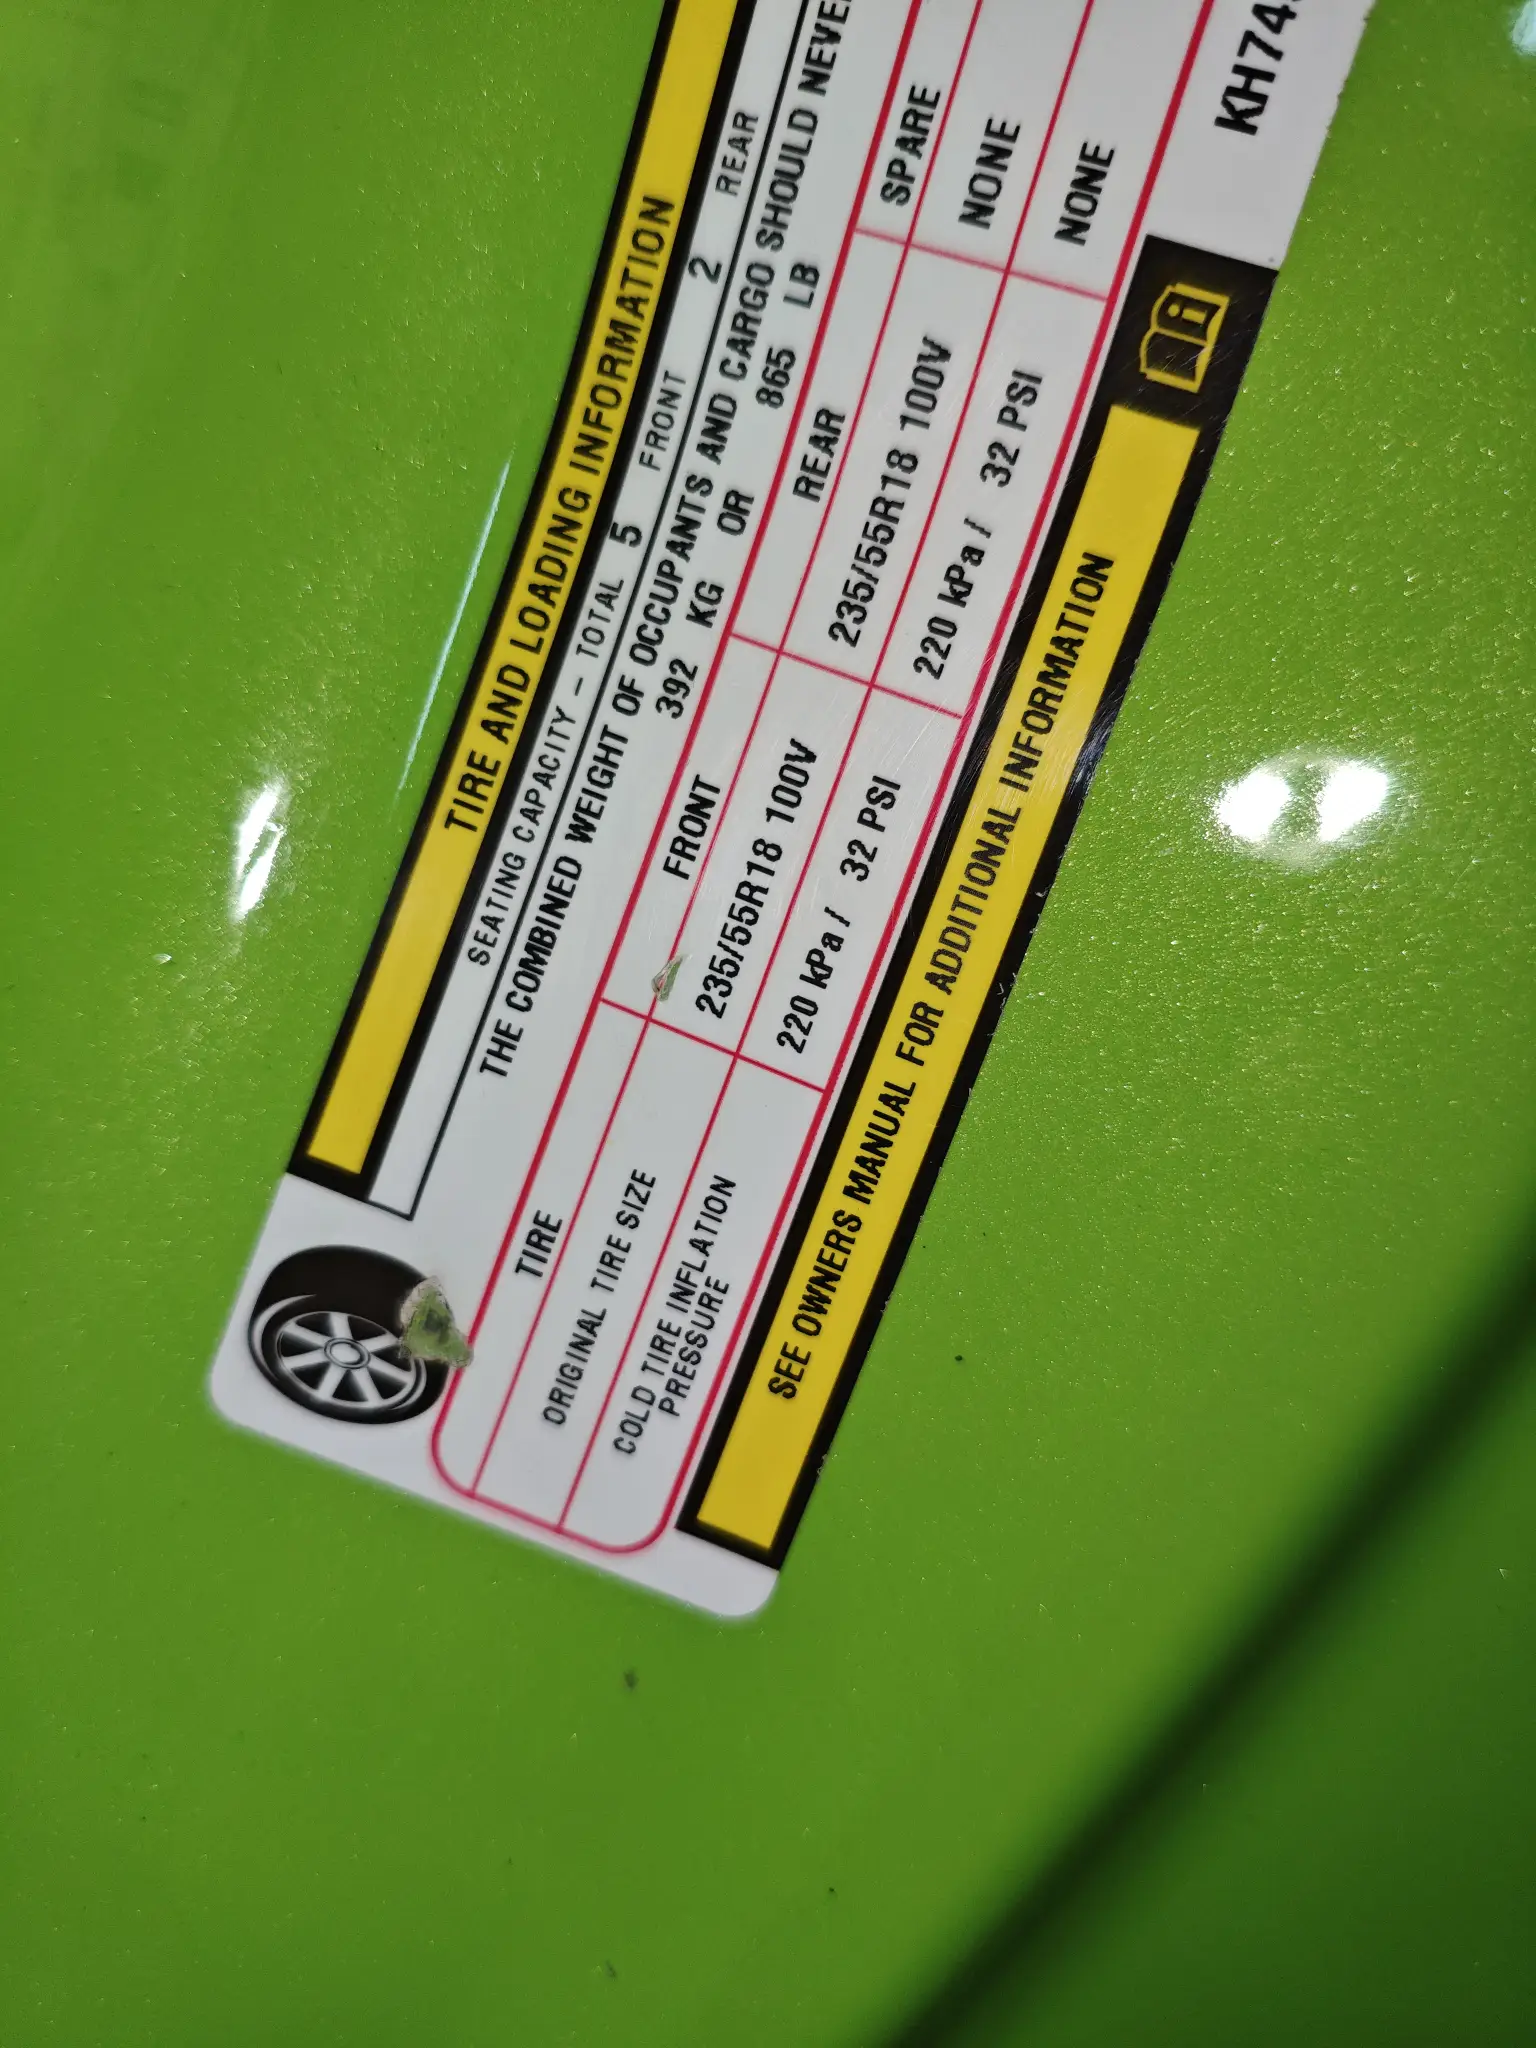 TIRE AND LOADING INFORMATION
SEATING CAPACITY - TOTAL 5 FRONT 2 REAR
THE COMBINED WEIGHT OF OCCUPANTS AND CARGO SHOULD NEVE
392 KG OR 865 LB
TIRE FRONT REAR SPARE
ORIGINAL TIRE SIZE 235/55R18 100V 235/55R18 100V NONE
COLD TIRE INFLATION PRESSURE 220 kPa / 32 PSI 220 kPa / 32 PSI NONE
SEE OWNERS MANUAL FOR ADDITIONAL INFORMATION
KH74